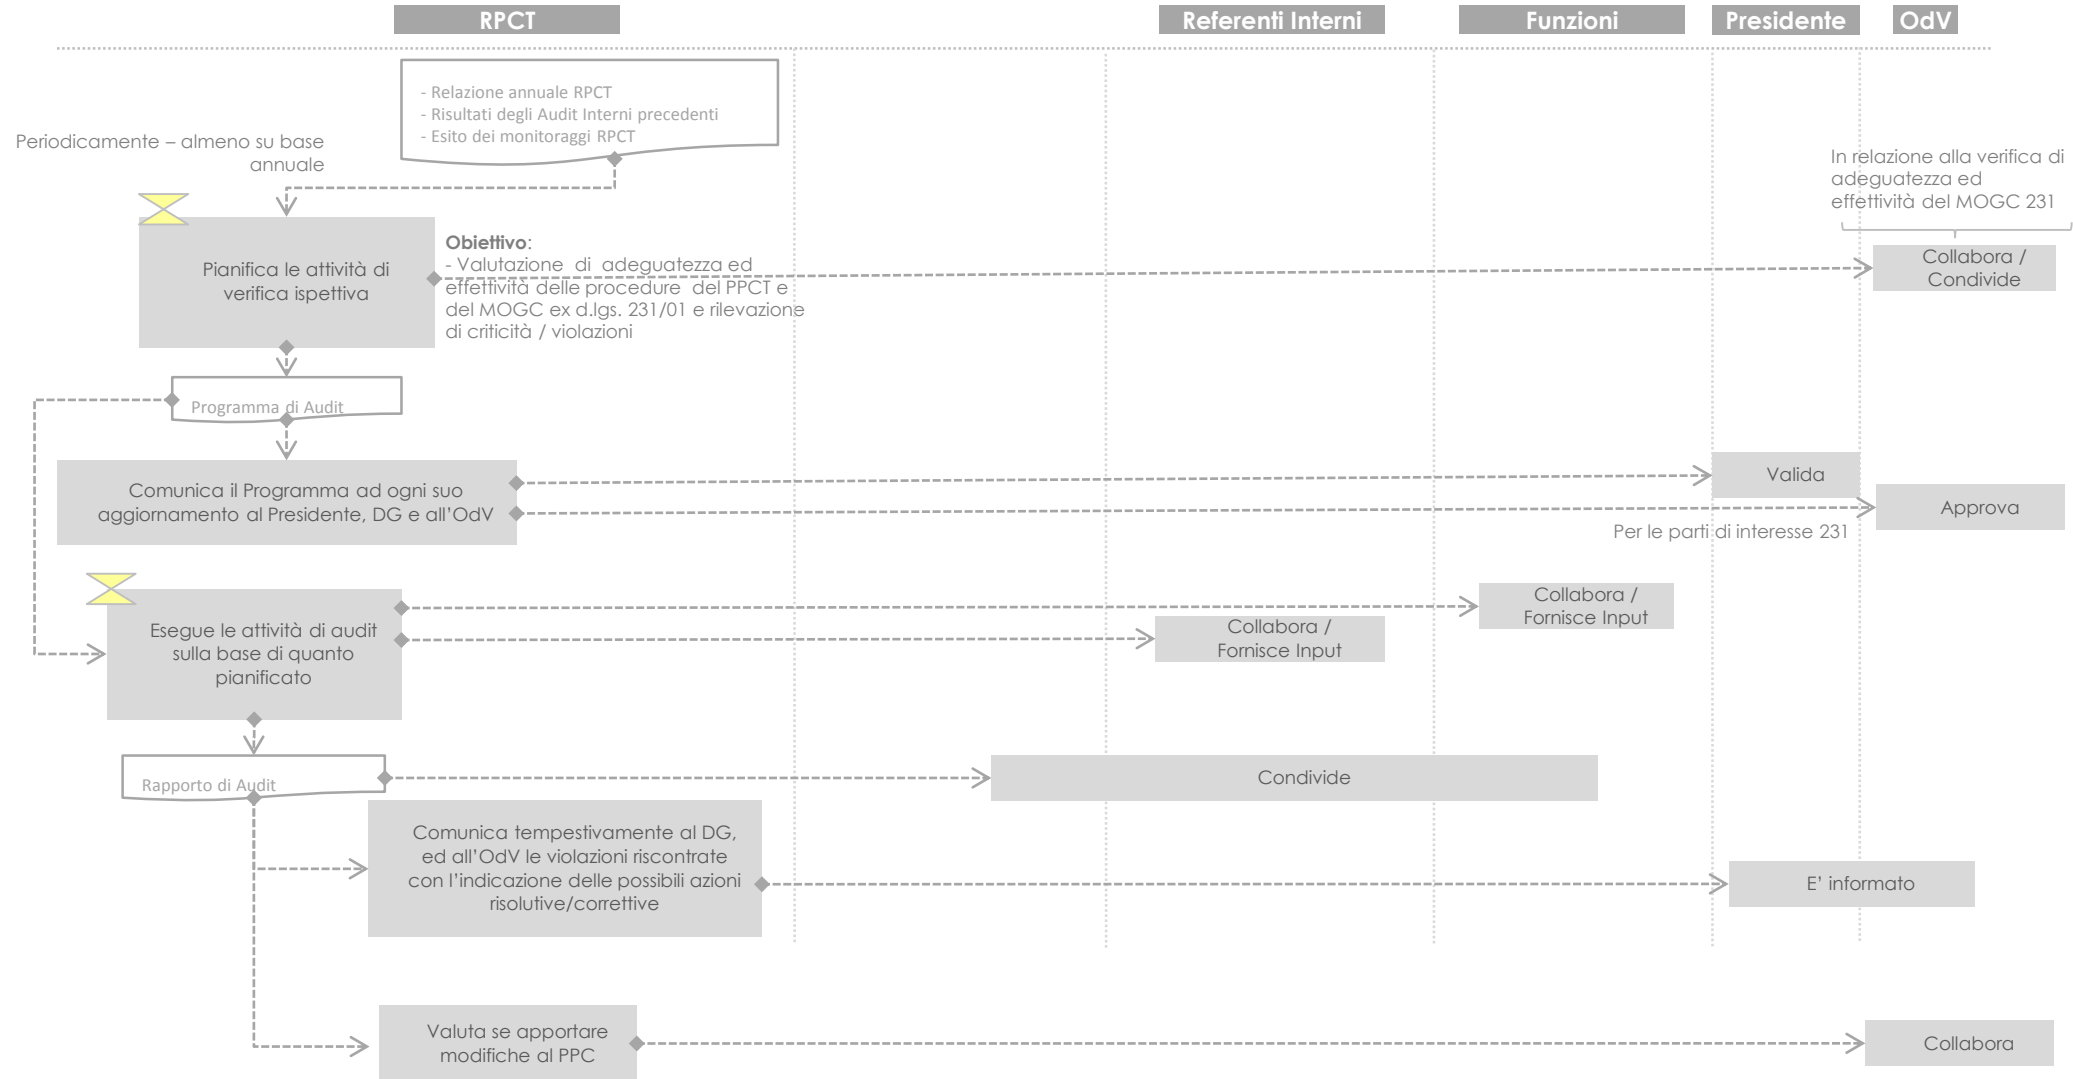 RPCT
Referenti Interni
Funzioni
Presidente
OdV
- Relazione annuale RPCT
- Risultati degli Audit Interni precedenti
- Esito dei monitoraggi RPCT
Periodicamente – almeno su base
annuale
In relazione alla verifica di
adeguatezza ed
effettività del MOGC 231
Pianifica le attività di
verifica ispettiva
Obiettivo:
- Valutazione di adeguatezza ed
effettività delle procedure del PPCT e
del MOGC ex d.lgs. 231/01 e rilevazione
di criticità / violazioni
Collabora /
Condivide
Programma di Audit
Comunica il Programma ad ogni suo
aggiornamento al Presidente, DG e all'OdV
Valida
Approva
Per le parti di interesse 231
Esegue le attività di audit
sulla base di quanto
pianificato
Collabora /
Fornisce Input
Collabora /
Fornisce Input
Rapporto di Audit
Condivide
Comunica tempestivamente al DG,
ed all'OdV le violazioni riscontrate
con l'indicazione delle possibili azioni
risolutive/correttive
E' informato
Valuta se apportare
modifiche al PPC
Collabora